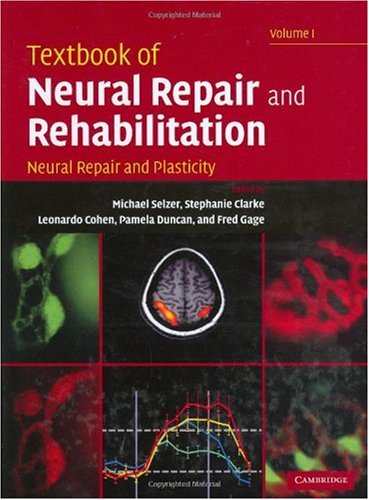 Volume I
Textbook of
Neural Repair and
Rehabilitation
Neural Repair and Plasticity
Edited by
Michael Selzer, Stephanie Clarke
Leonardo Cohen, Pamela Duncan, and Fred Gage
CAMBRIDGE